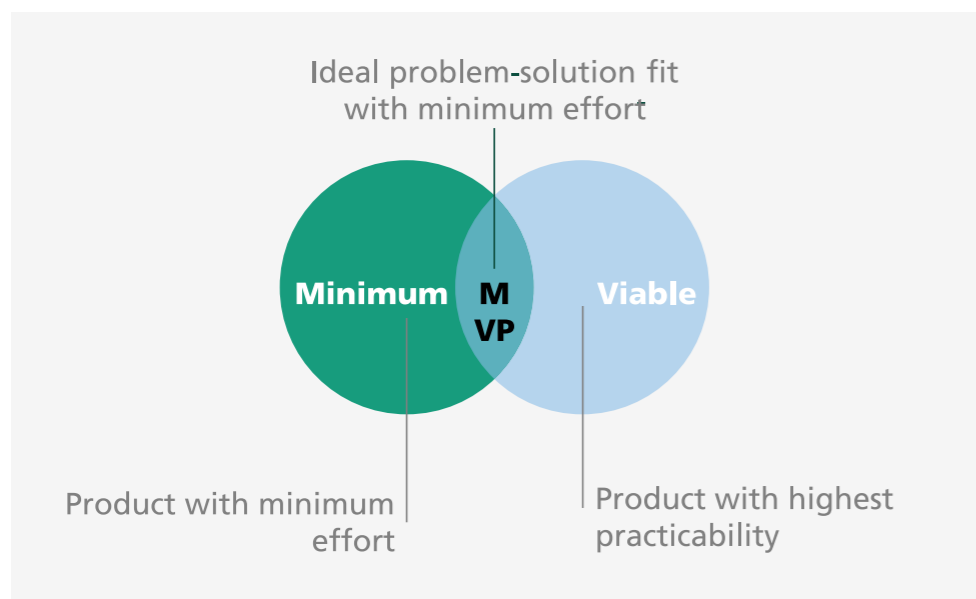 Ideal problem-solution fit
with minimum effort
Minimum
M
VP
Viable
Product with minimum
effort
Product with highest
practicability